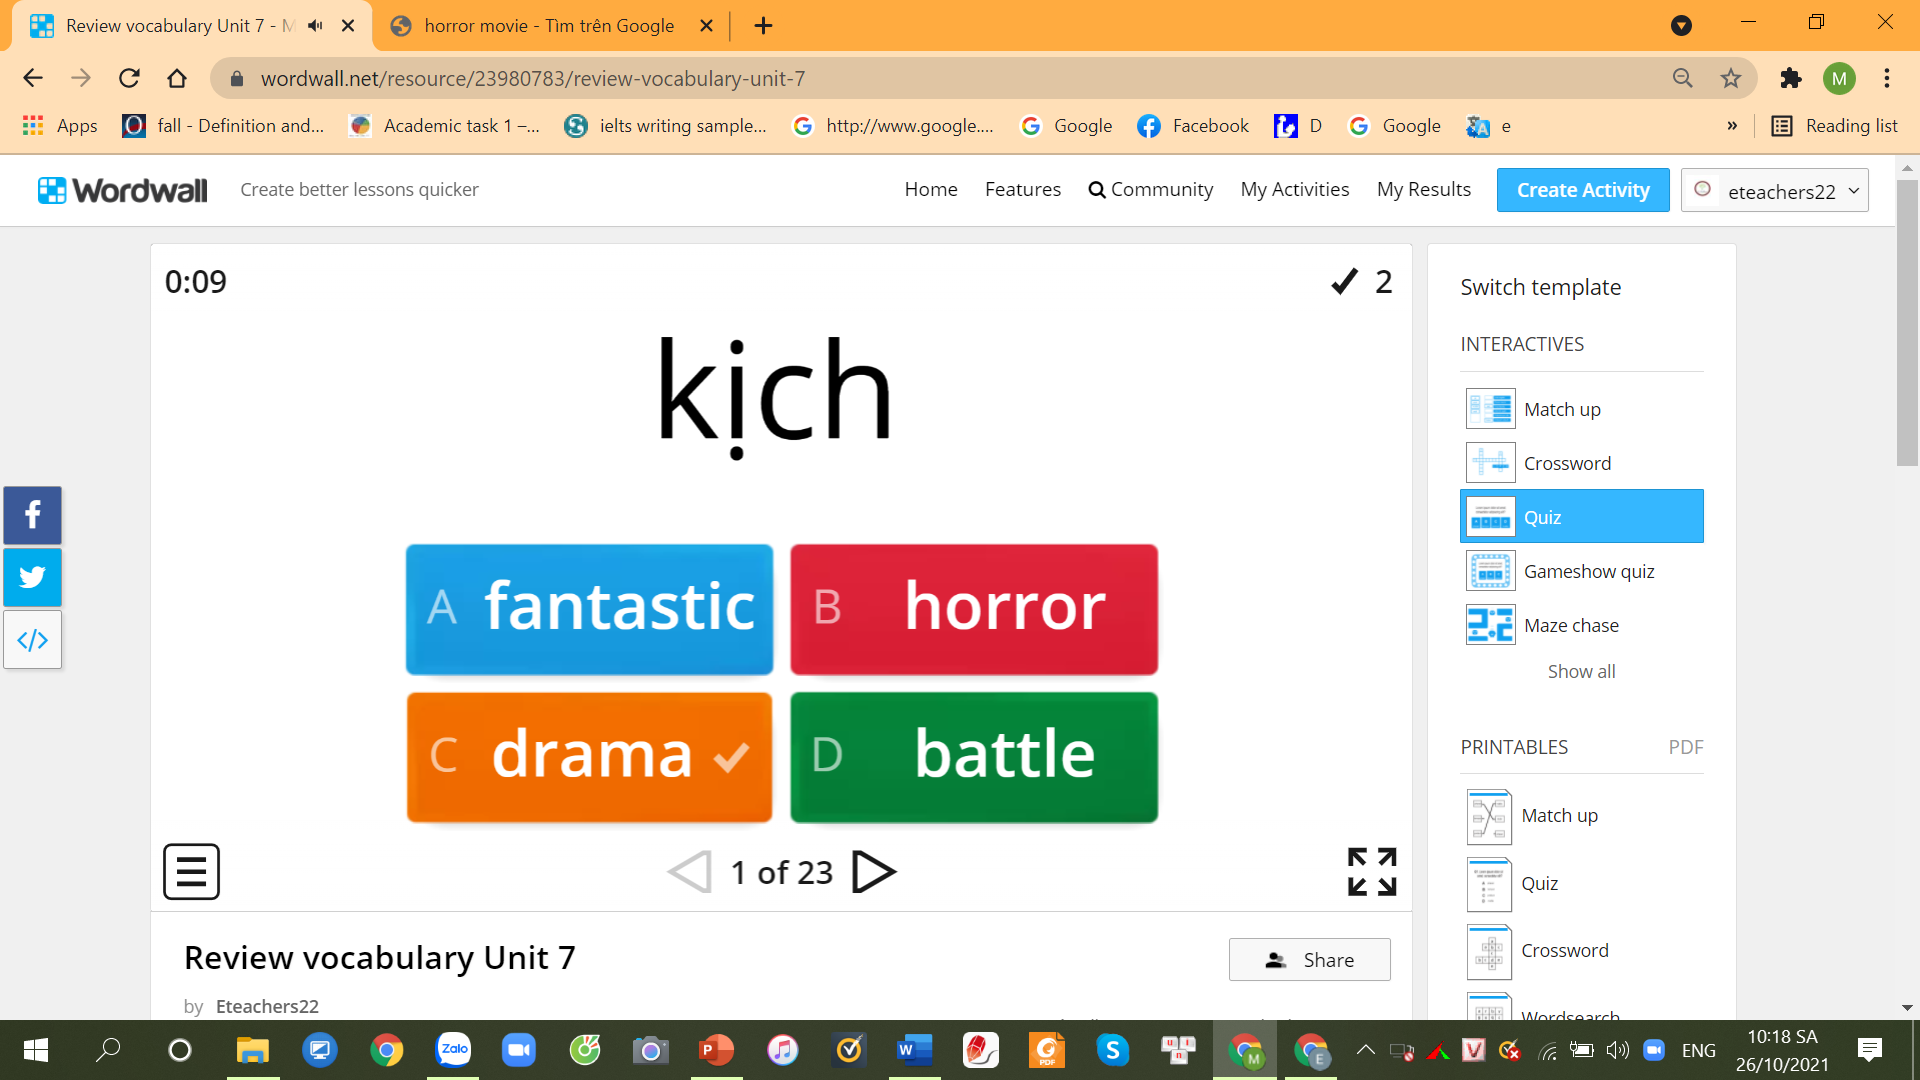 Review vocabulary Unit 7 - M
horror movie - Tìm trên Google
wordwall.net/resource/23980783/review-vocabulary-unit-7
M
Apps
fall - Definition and...
Academic task 1 –...
ielts writing sample...
http://www.google....
Google
Facebook
D
Google
e
»
Reading list
Wordwall
Create better lessons quicker
Home
Features
Community
My Activities
My Results
Create Activity
eteachers22
0:09
2
kịch
A fantastic
B horror
C drama
D battle
1 of 23
Switch template
INTERACTIVES
Match up
Crossword
Quiz
Gameshow quiz
Maze chase
Show all
PRINTABLES PDF
Match up
Quiz
Crossword
Wordsearch
Review vocabulary Unit 7
Share
by Eteachers22
Zalo
ENG
10:18 SA
26/10/2021